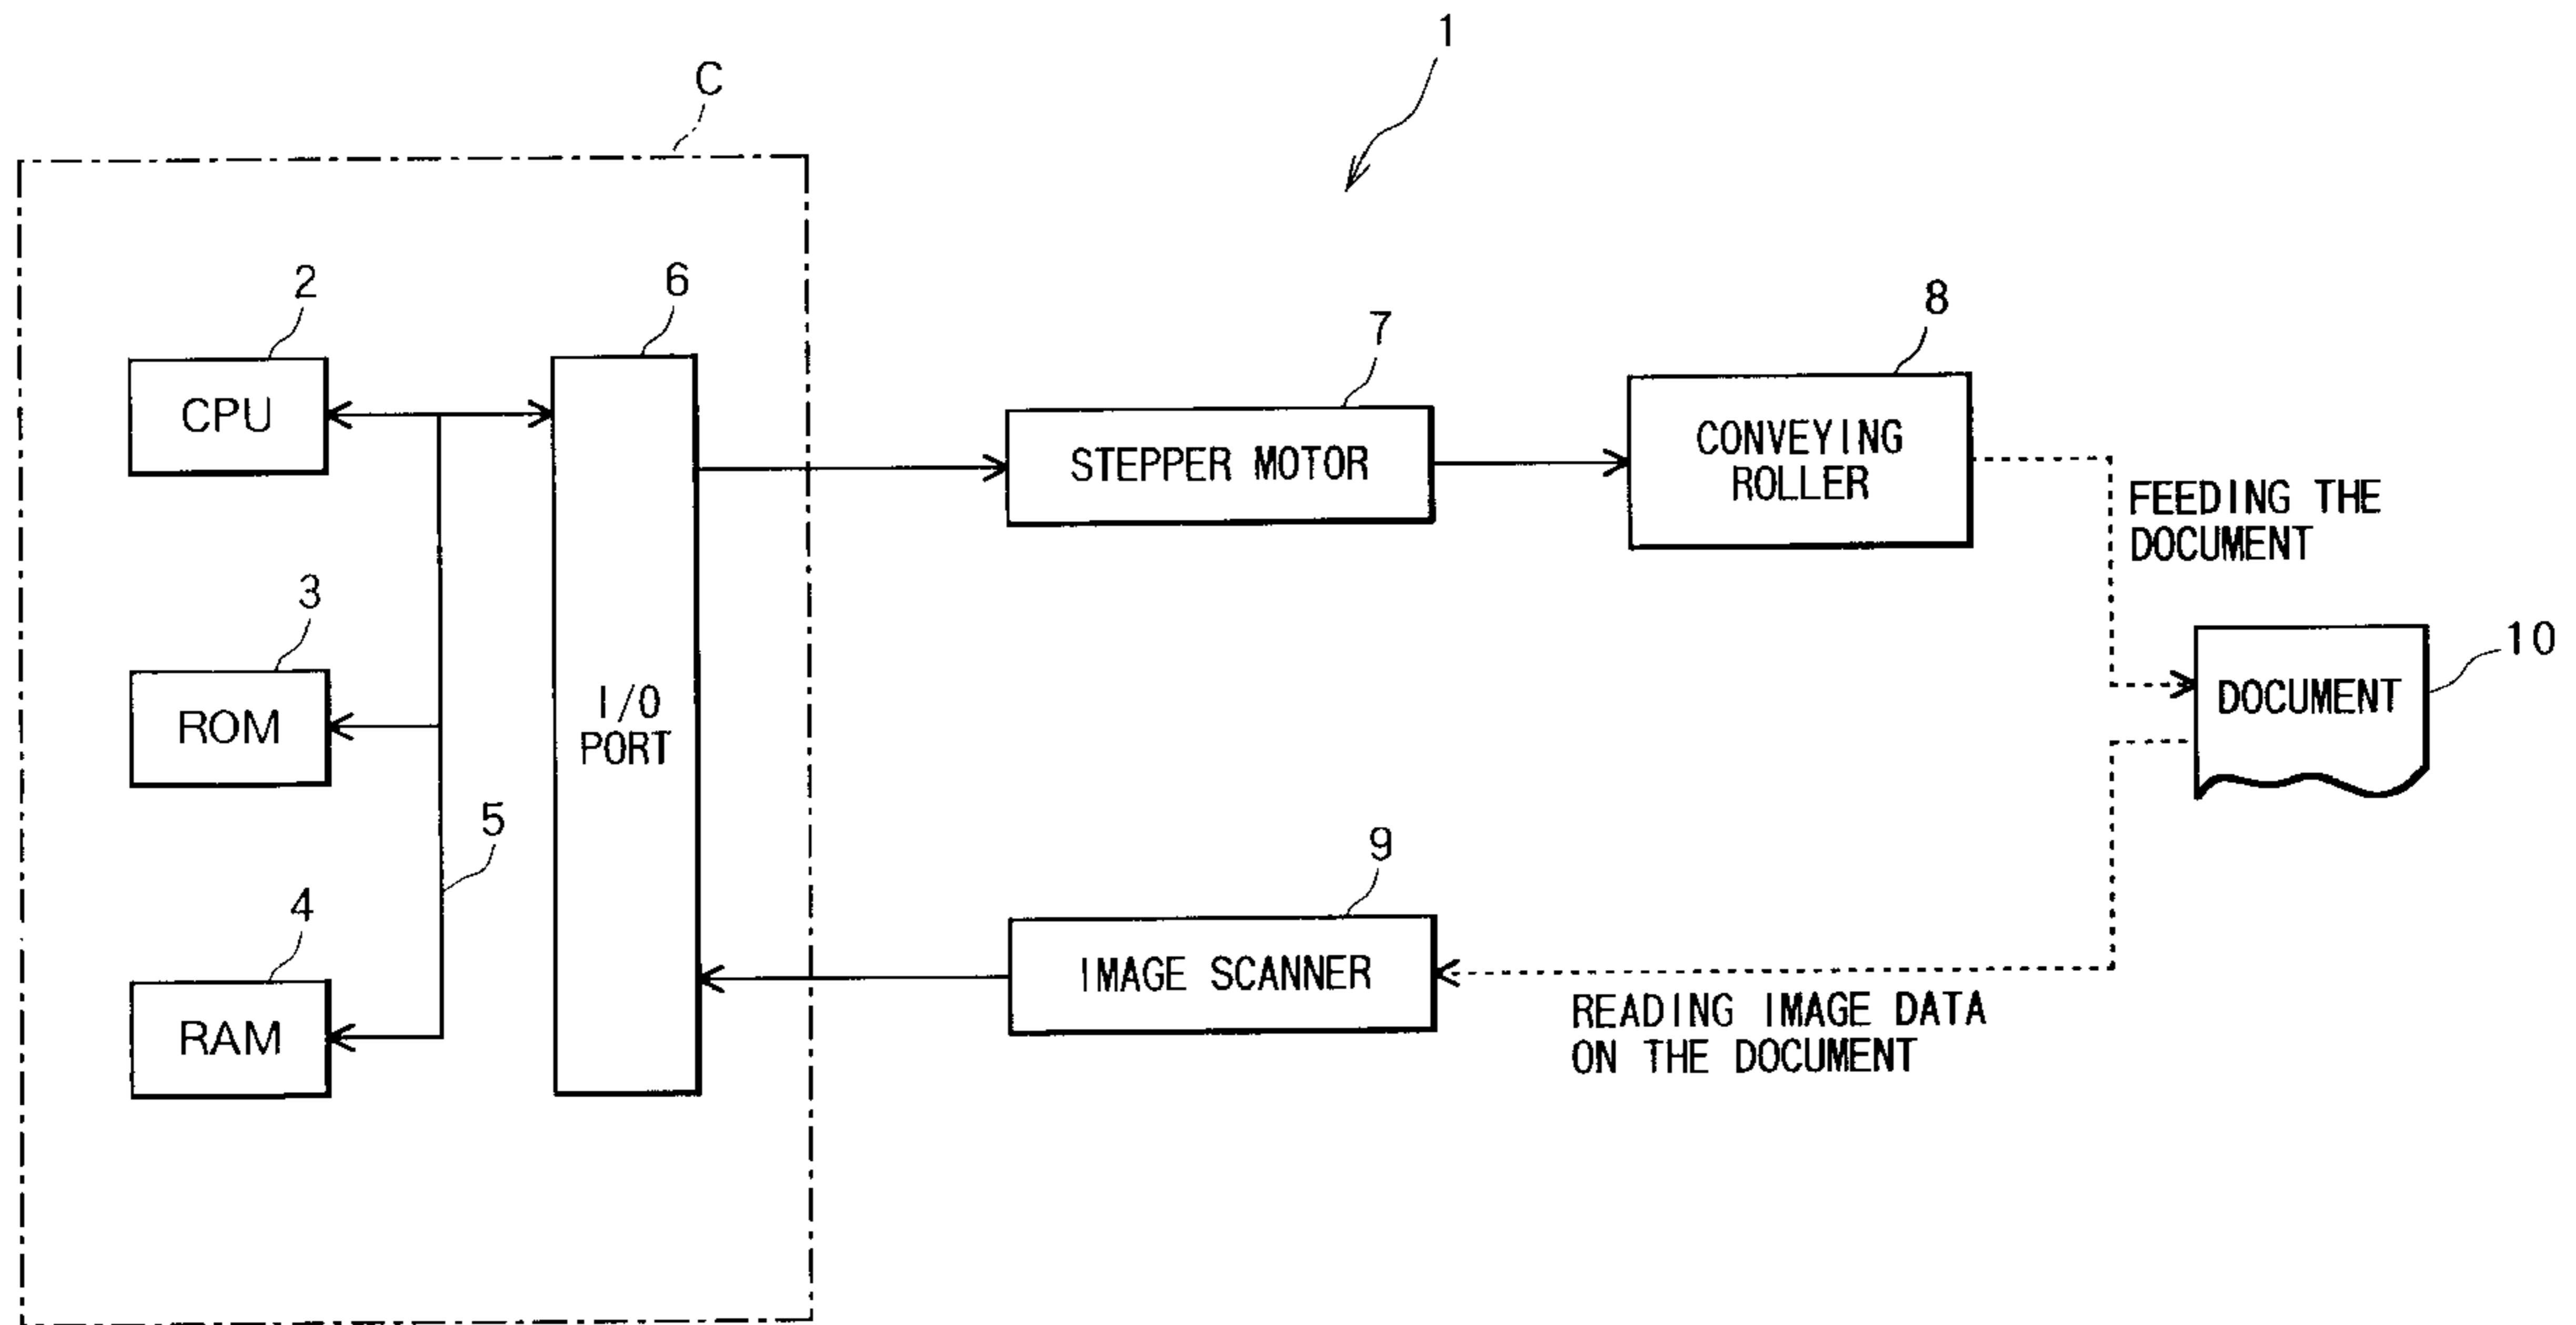 1
C
2
6
7
8
CPU
STEPPER MOTOR
CONVEYING
ROLLER
FEEDING THE
DOCUMENT
3
10
ROM
I/O
PORT
DOCUMENT
5
9
4
IMAGE SCANNER
RAM
READING IMAGE DATA
ON THE DOCUMENT